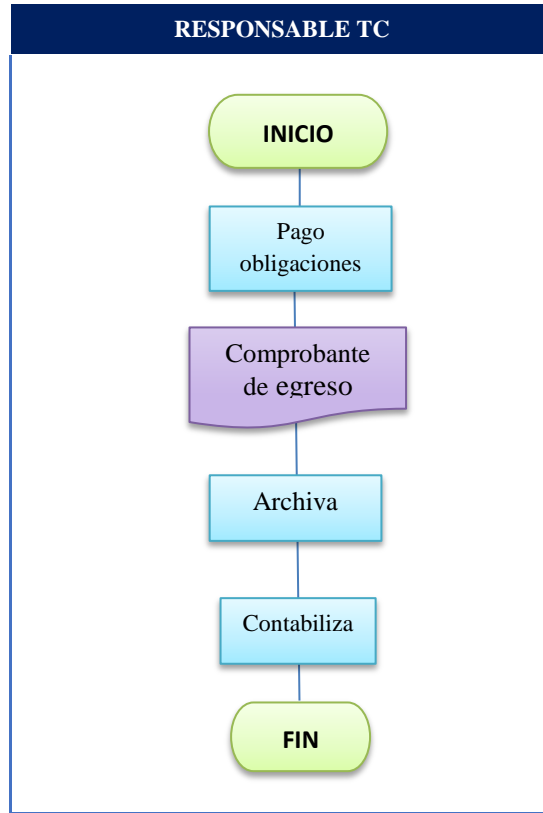 RESPONSABLE TC
INICIO
Pago
obligaciones
Comprobante
de egreso
Archiva
Contabiliza
FIN